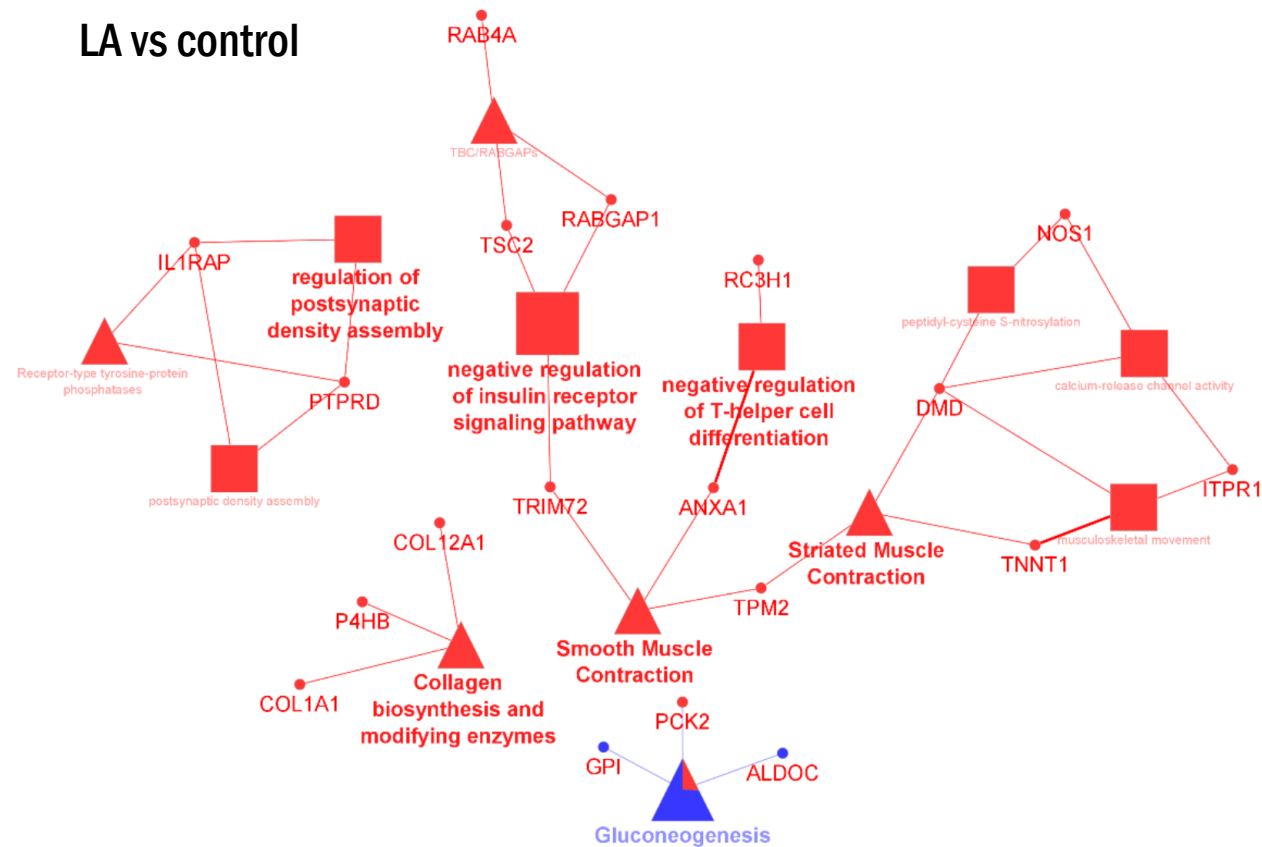 LA vs control
RAB4A
TBC/RABGAPs
RABGAP1
TSC2
NOS1
IL1RAP
regulation of
postsynaptic
density assembly
RC3H1
peptidyl-cysteine S-nitrosylation
Receptor-type tyrosine-protein
phosphatases
negative regulation
of insulin receptor
signaling pathway
negative regulation
of T-helper cell
differentiation
calcium-release channel activity
PTPRD
DMD
postsynaptic density assembly
TRIM72
ANXA1
ITPR1
COL12A1
Striated Muscle
Contraction
musculoskeletal movement
TNNT1
P4HB
TPM2
Smooth Muscle
Contraction
COL1A1
Collagen
biosynthesis and
modifying enzymes
PCK2
GPI
ALDOC
Gluconeogenesis